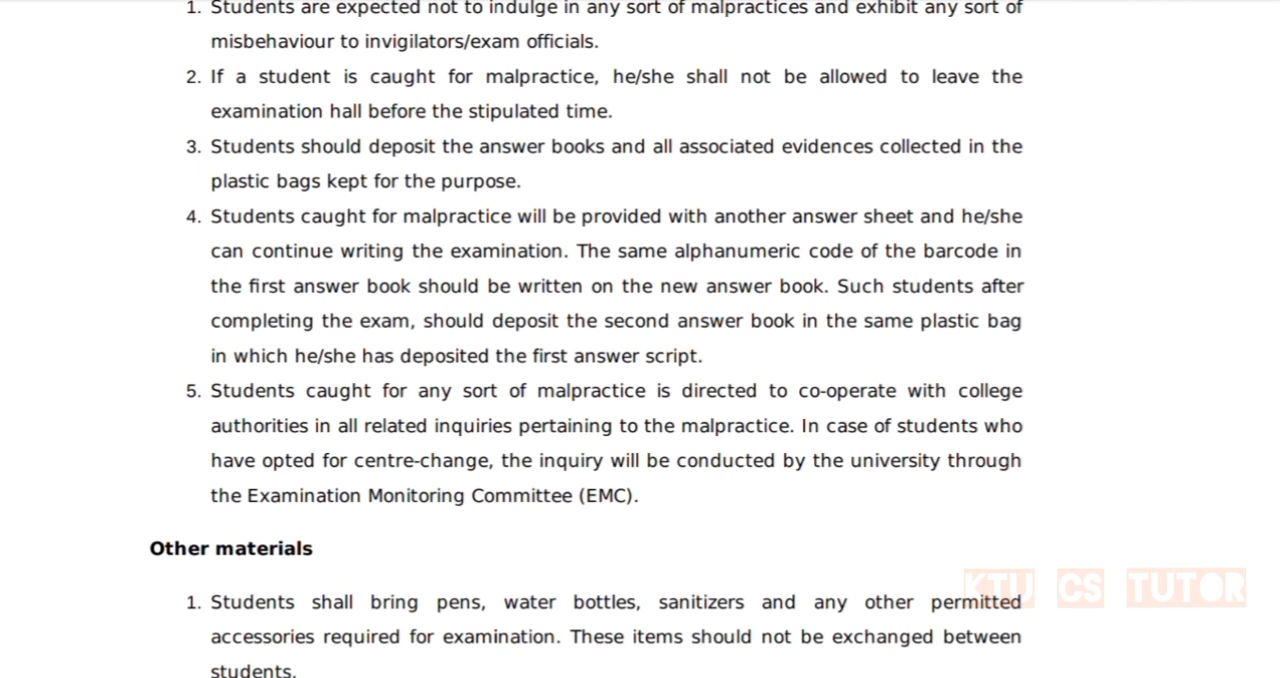 1. Students are expected not to indulge in any sort of malpractices and exhibit any sort of
misbehaviour to invigilators/exam officials.
2. If a student is caught for malpractice, he/she shall not be allowed to leave the
examination hall before the stipulated time.
3. Students should deposit the answer books and all associated evidences collected in the
plastic bags kept for the purpose.
4. Students caught for malpractice will be provided with another answer sheet and he/she
can continue writing the examination. The same alphanumeric code of the barcode in
the first answer book should be written on the new answer book. Such students after
completing the exam, should deposit the second answer book in the same plastic bag
in which he/she has deposited the first answer script.
5. Students caught for any sort of malpractice is directed to co-operate with college
authorities in all related inquiries pertaining to the malpractice. In case of students who
have opted for centre-change, the inquiry will be conducted by the university through
the Examination Monitoring Committee (EMC).
Other materials
1. Students shall bring pens, water bottles, sanitizers and any other permitted
accessories required for examination. These items should not be exchanged between
students.
KTU CS TUTOR